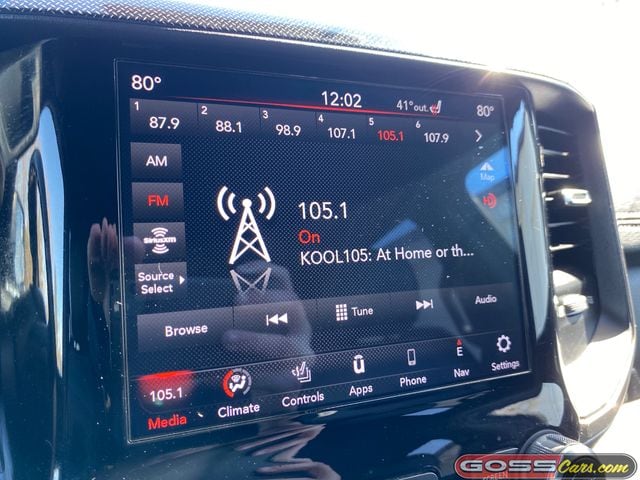 80° 12:02 41° out. 80°
1 87.9 2 88.1 3 98.9 4 107.1 5 105.1 6 107.9
AM
FM
SiriusXM
Source
Select
Map
HD
105.1
On
KOOL105: At Home or th...
Browse Tune Audio
105.1 E
Media Climate Controls Apps Phone Nav Settings
GOSSCars.com